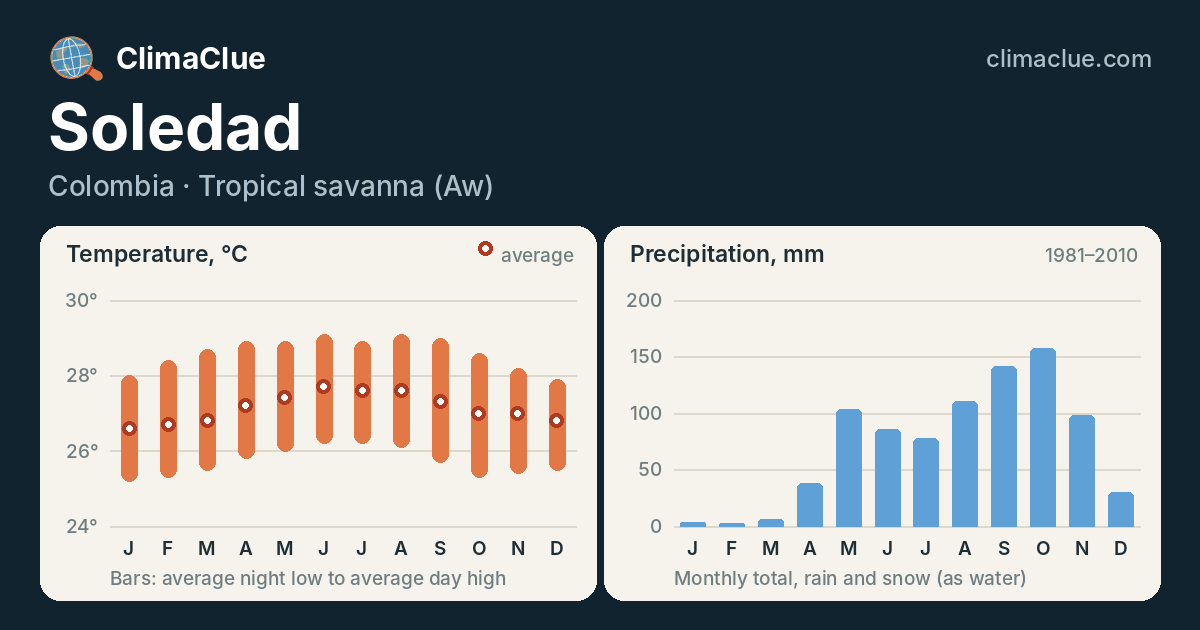 ClimaClue
climaclue.com
Soledad
Colombia · Tropical savanna (Aw)
Temperature, °C
average
30°
28°
26°
24°
J F M A M J J A S O N D
Bars: average night low to average day high
Precipitation, mm
1981–2010
200
150
100
50
0
J F M A M J J A S O N D
Monthly total, rain and snow (as water)